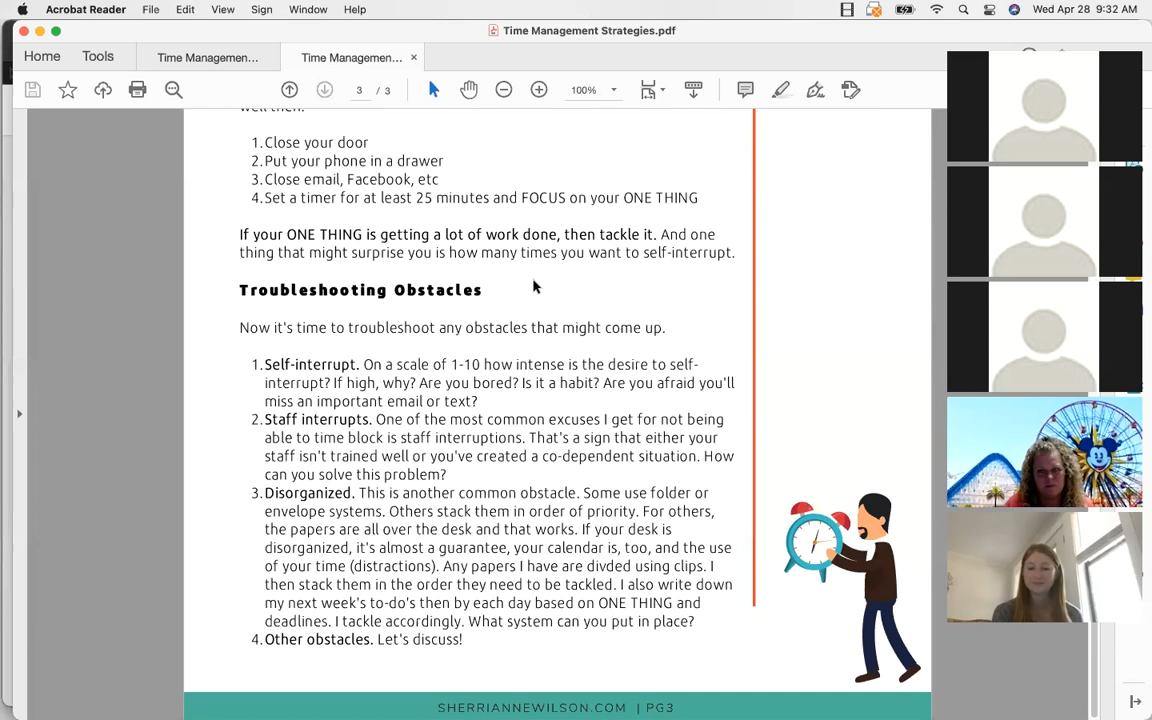 Acrobat Reader File Edit View Sign Window Help Wed Apr 28 9:32 AM
Time Management Strategies.pdf
Home Tools Time Managemen... Time Managemen... ×
3 / 3 100%
well then:
1. Close your door
2. Put your phone in a drawer
3. Close email, Facebook, etc
4. Set a timer for at least 25 minutes and FOCUS on your ONE THING
If your ONE THING is getting a lot of work done, then tackle it. And one
thing that might surprise you is how many times you want to self-interrupt.
Troubleshooting Obstacles
Now it's time to troubleshoot any obstacles that might come up.
1. Self-interrupt. On a scale of 1-10 how intense is the desire to self-
interrupt? If high, why? Are you bored? Is it a habit? Are you afraid you'll
miss an important email or text?
2. Staff interrupts. One of the most common excuses I get for not being
able to time block is staff interruptions. That's a sign that either your
staff isn't trained well or you've created a co-dependent situation. How
can you solve this problem?
3. Disorganized. This is another common obstacle. Some use folder or
envelope systems. Others stack them in order of priority. For others,
the papers are all over the desk and that works. If your desk is
disorganized, it's almost a guarantee, your calendar is, too, and the use
of your time (distractions). Any papers I have are divded using clips. I
then stack them in the order they need to be tackled. I also write down
my next week's to-do's then by each day based on ONE THING and
deadlines. I tackle accordingly. What system can you put in place?
4. Other obstacles. Let's discuss!
SHERRIANNEWILSON.COM | PG3